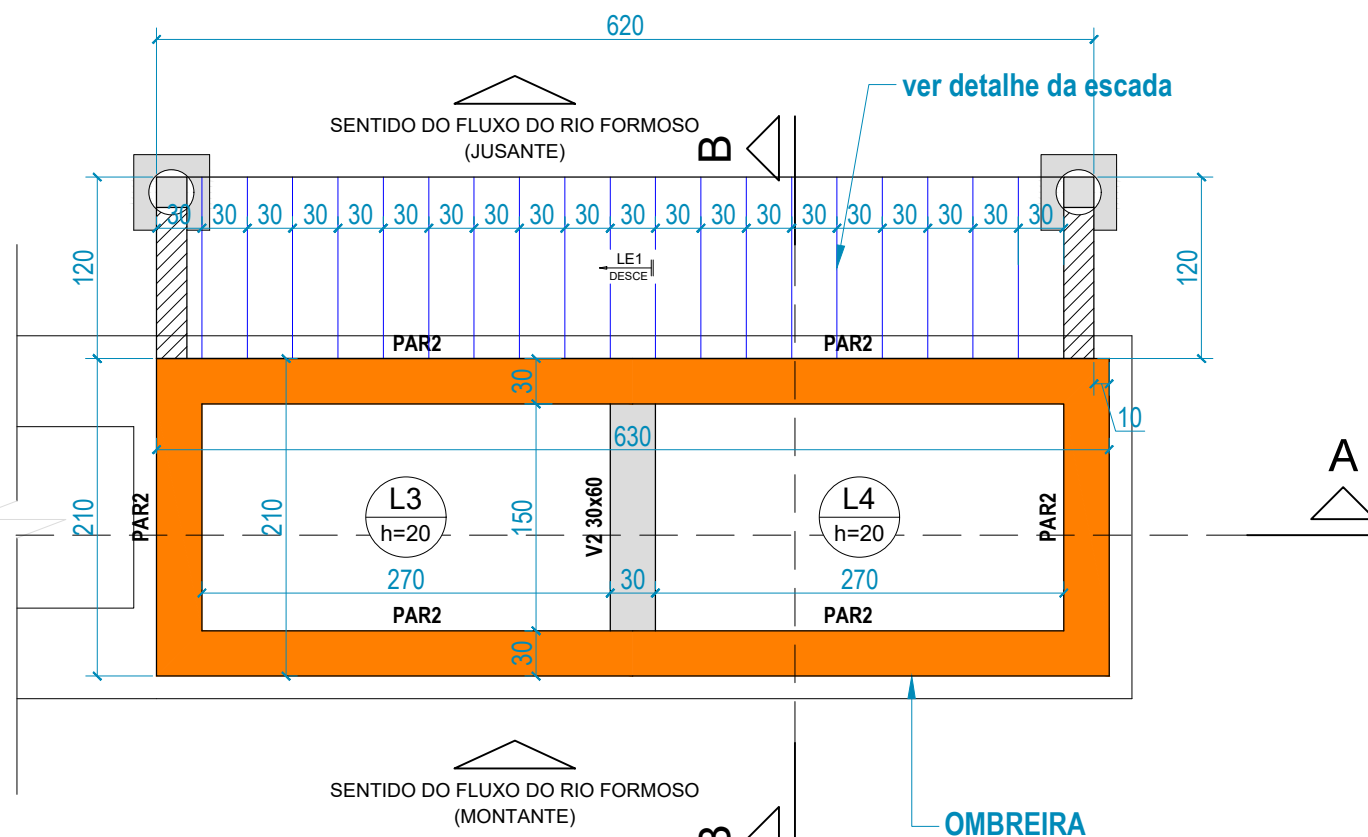 620
ver detalhe da escada
SENTIDO DO FLUXO DO RIO FORMOSO
(JUSANTE)
B
30 30 30 30 30 30 30 30 30 30 30 30 30 30 30 30 30 30 30 30
120
120
LE1
DESCE
PAR2
PAR2
30
10
630
A
L3
h=20
L4
h=20
PAR2
210
210
150
V2 30x60
PAR2
270
30
270
PAR2
PAR2
30
SENTIDO DO FLUXO DO RIO FORMOSO
(MONTANTE)
B
OMBREIRA